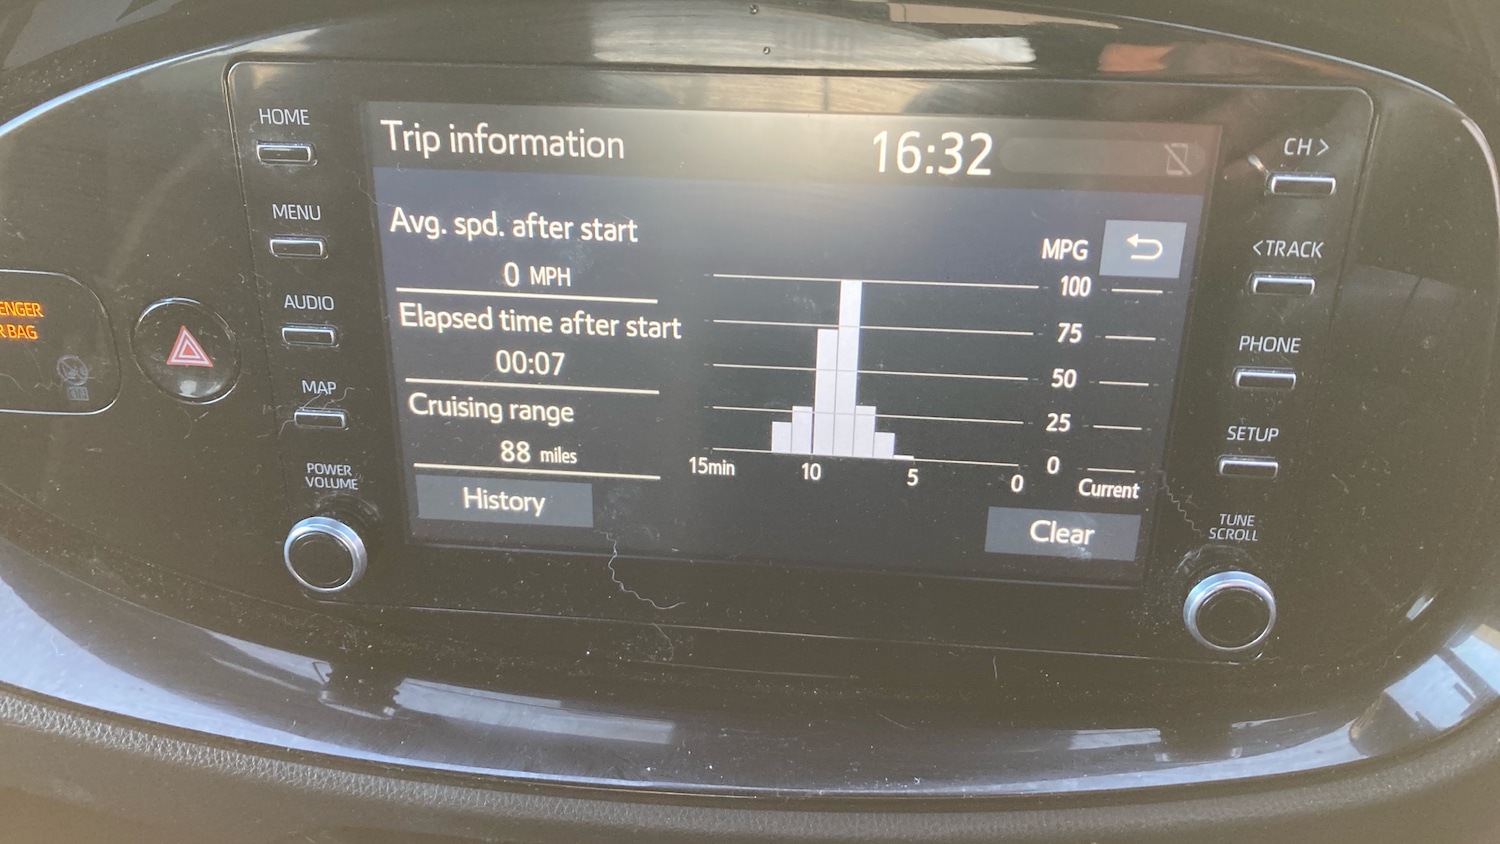 HOME
MENU
AUDIO
MAP
POWER
VOLUME
ENGER
R BAG
Trip information
16:32
Avg. spd. after start
0 MPH
Elapsed time after start
00:07
Cruising range
88 miles
History
MPG
100
75
50
25
0
15min 10 5 0
Current
Clear
CH >
< TRACK
PHONE
SETUP
TUNE
SCROLL